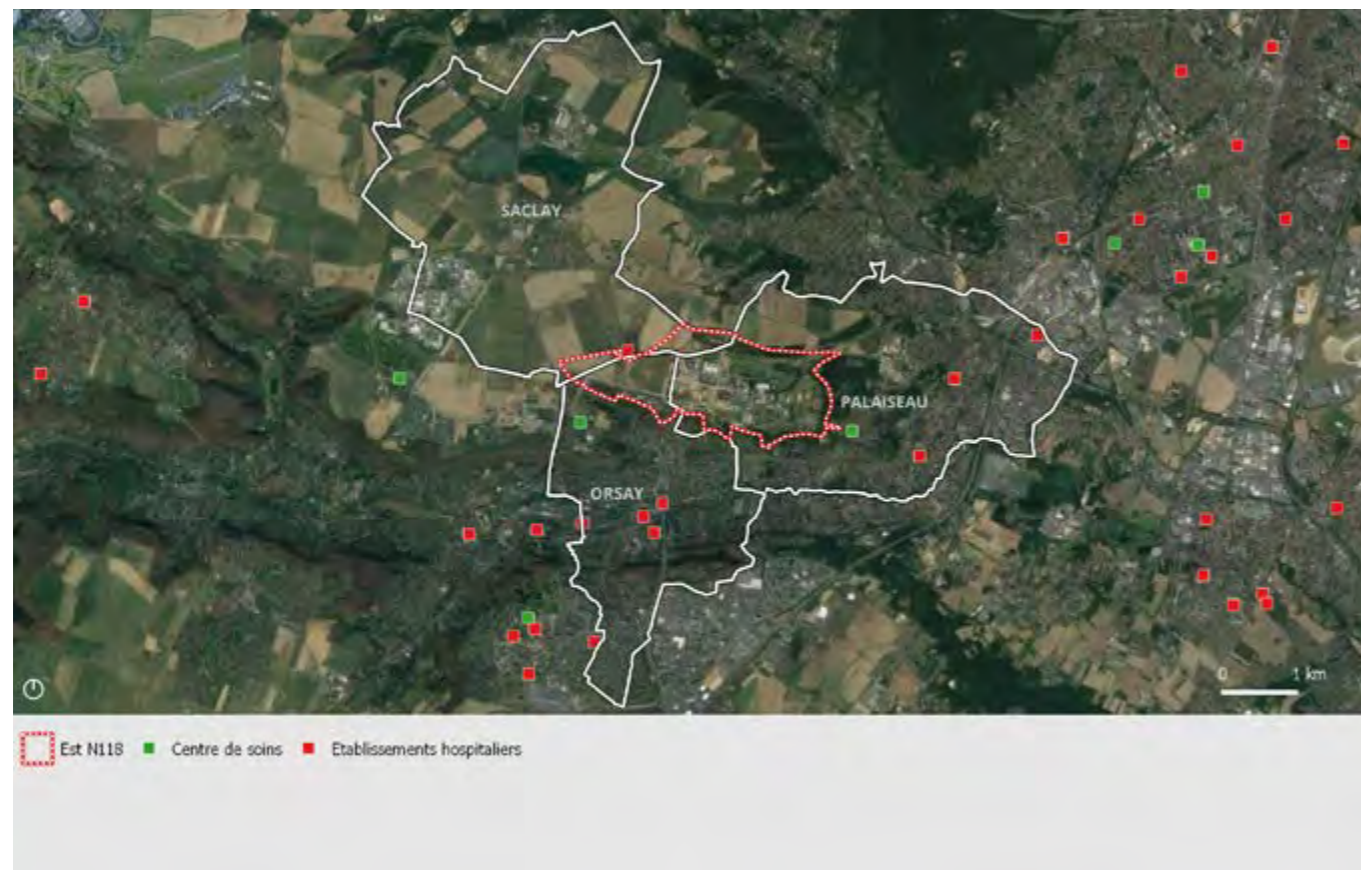 SACLAY
PALAISEAU
ORSAY
0 1 km
Est N118 Centre de soins Etablissements hospitaliers